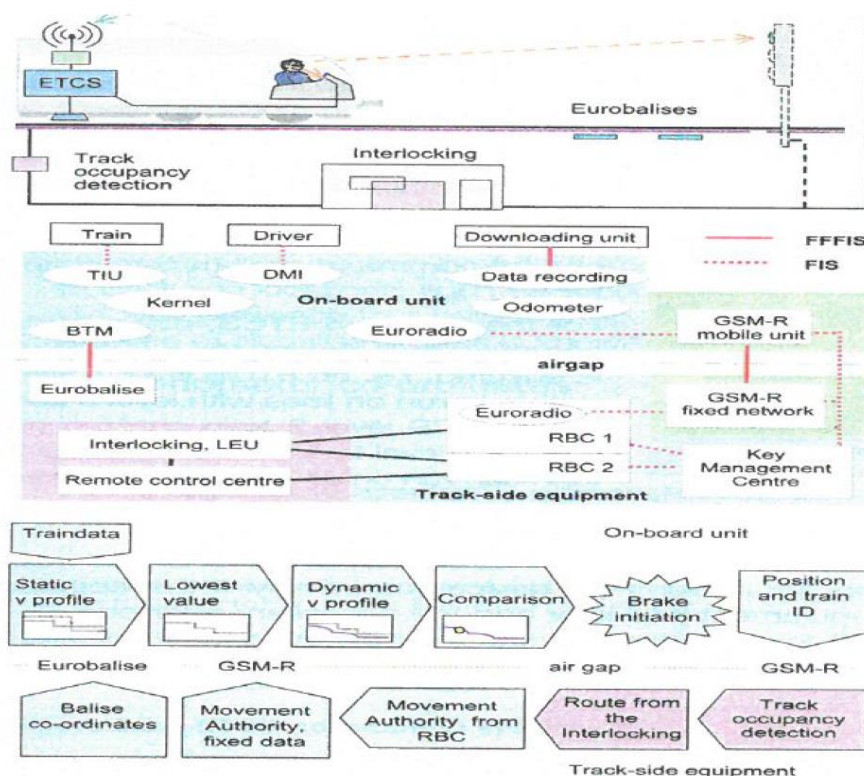 ETCS
Eurobalises
Track
occupancy
detection
Interlocking
Train
Driver
Downloading unit
FFFIS
TIU
DMI
Data recording
FIS
Kernel
On-board unit
Odometer
BTM
Euroradio
GSM-R
mobile unit
airgap
Eurobalise
Euroradio
GSM-R
fixed network
Interlocking, LEU
RBC 1
Key
Management
Centre
Remote control centre
RBC 2
Track-side equipment
Traindata
On-board unit
Static
v profile
Lowest
value
Dynamic
v profile
Comparison
Brake
initiation
Position
and train
ID
Eurobalise
GSM-R
air gap
GSM-R
Balise
co-ordinates
Movement
Authority,
fixed data
Movement
Authority from
RBC
Route from
the
Interlocking
Track
occupancy
detection
Track-side equipment